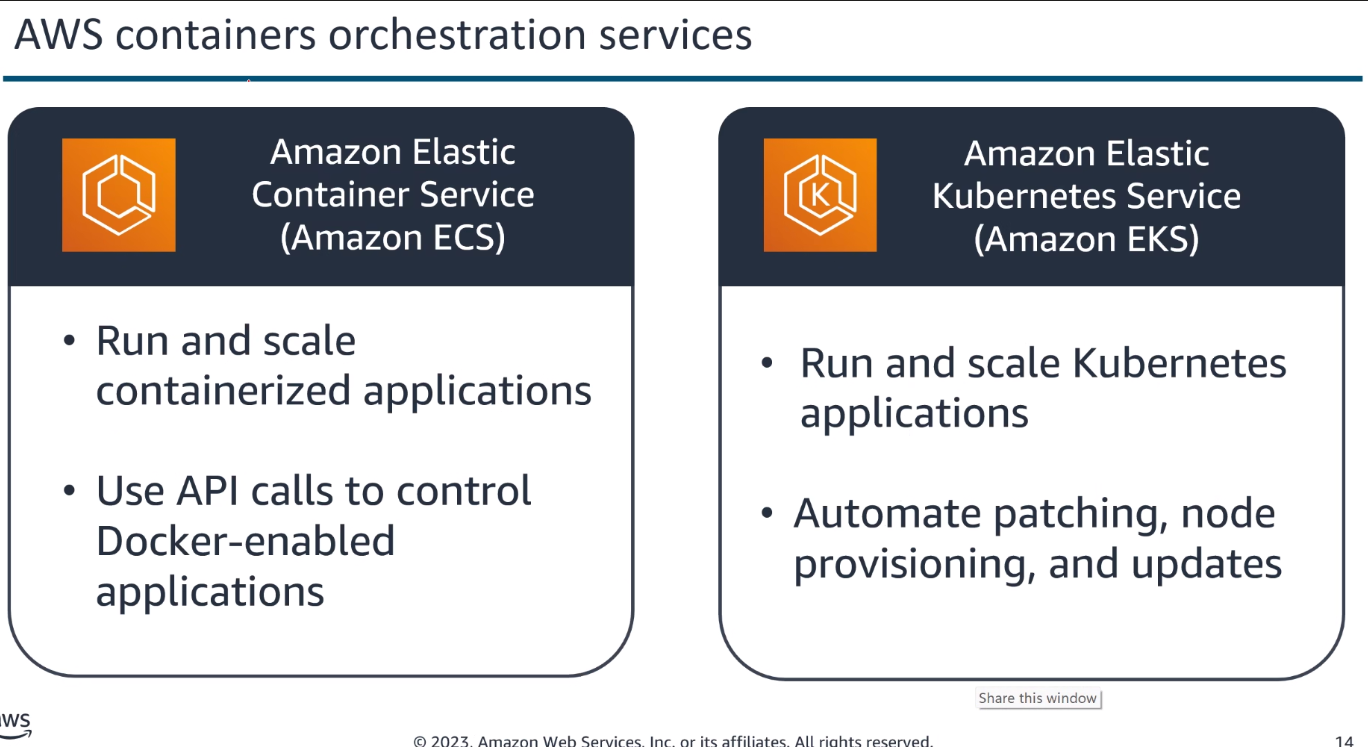 AWS containers orchestration services
Amazon Elastic
Container Service
(Amazon ECS)
• Run and scale
containerized applications
• Use API calls to control
Docker-enabled
applications
K
Amazon Elastic
Kubernetes Service
(Amazon EKS)
• Run and scale Kubernetes
applications
• Automate patching, node
provisioning, and updates
Share this window
aws
© 2023, Amazon Web Services, Inc. or its affiliates. All rights reserved.
14